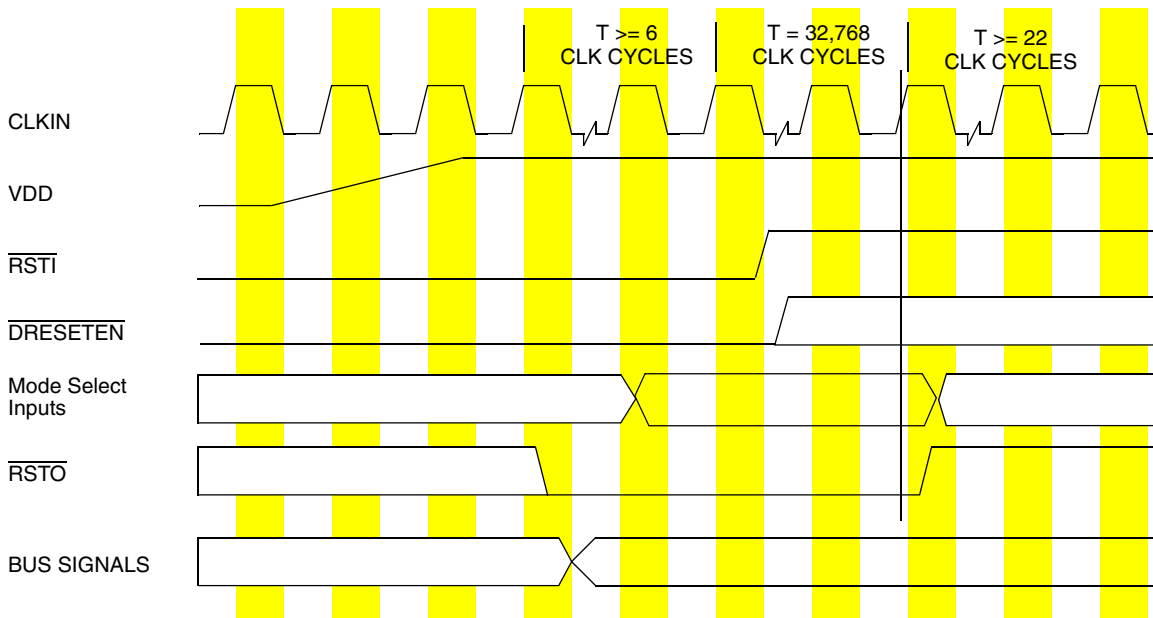 T >= 6
CLK CYCLES
T = 32,768
CLK CYCLES
T >= 22
CLK CYCLES
CLKIN
VDD
RSTI
DRESETEN
Mode Select
Inputs
RSTO
BUS SIGNALS